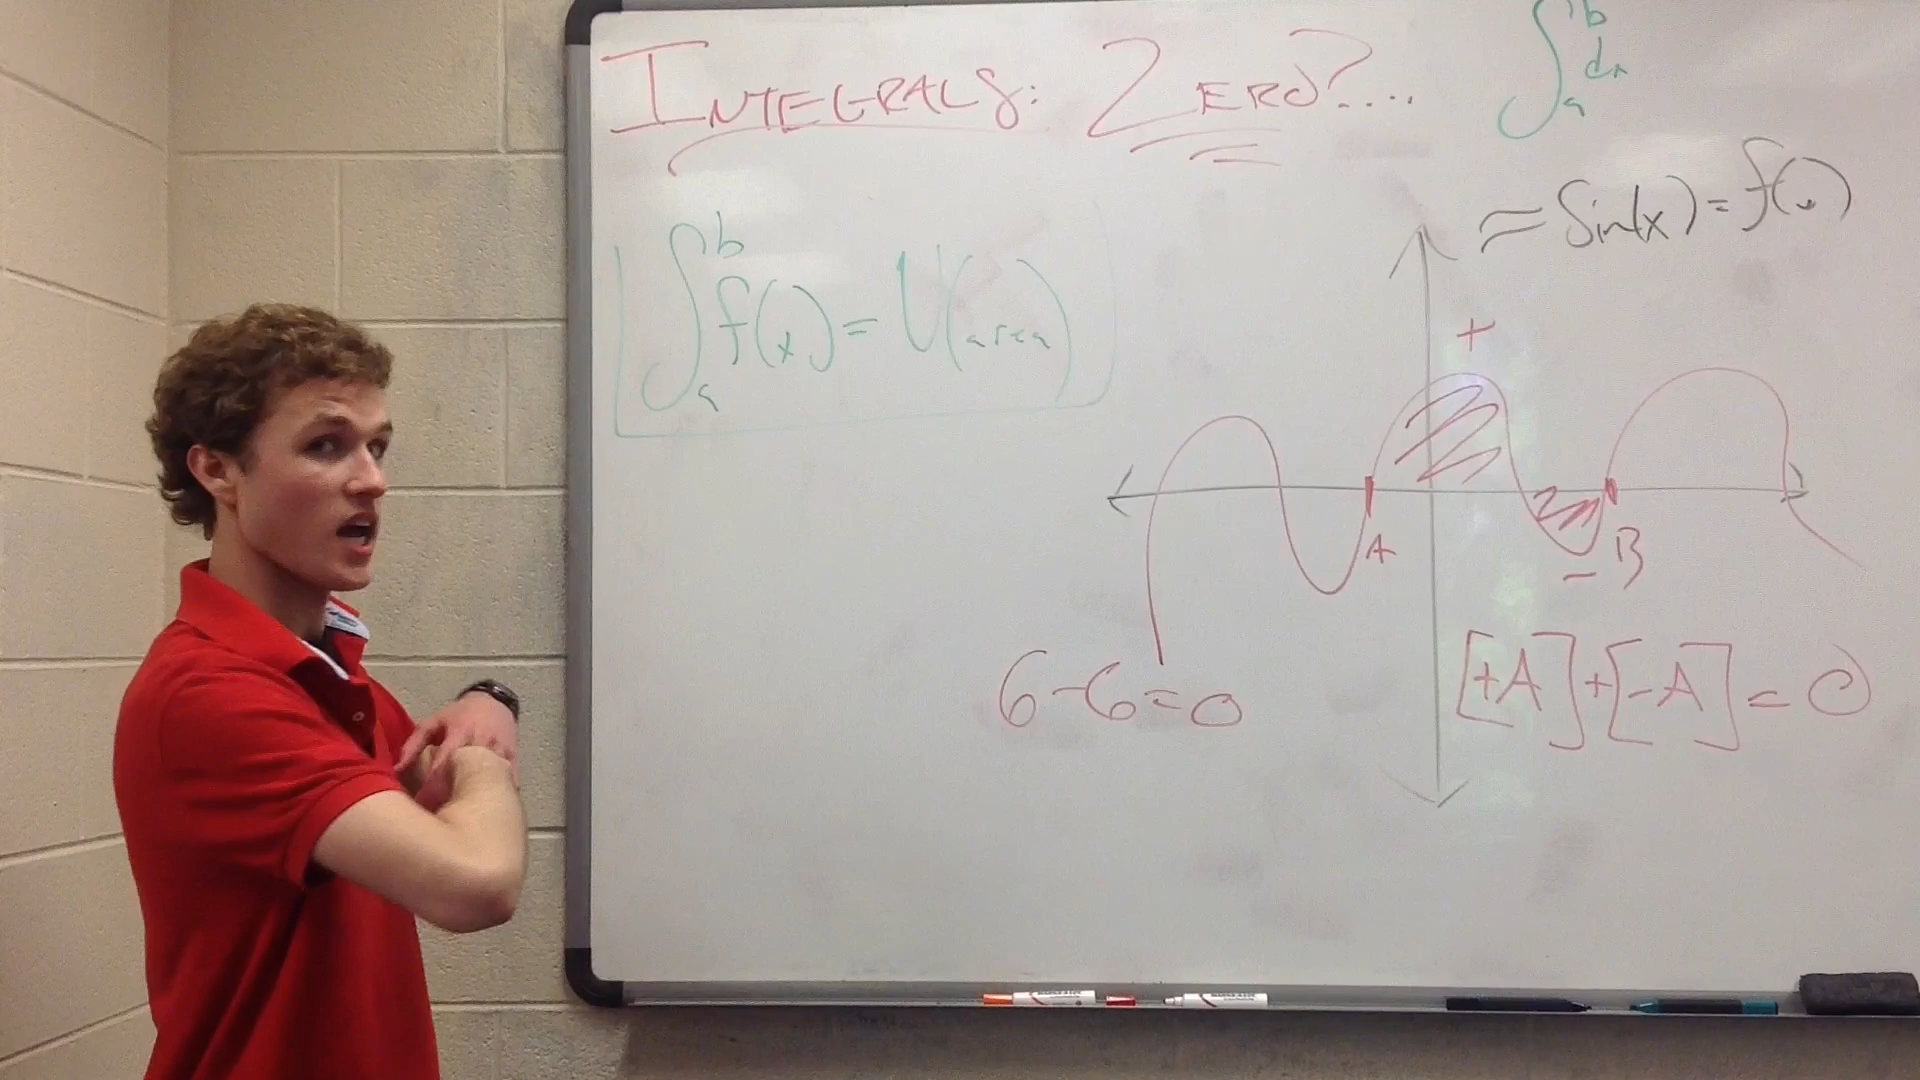 INTEGRALS: ZERO?....
∫ₐᵇ dx
≈ Sin(x) = f(x)
∫ₐᵇ f(x) = (area)
+
A
B
−
6-6=0
[+A]+[-A]=0